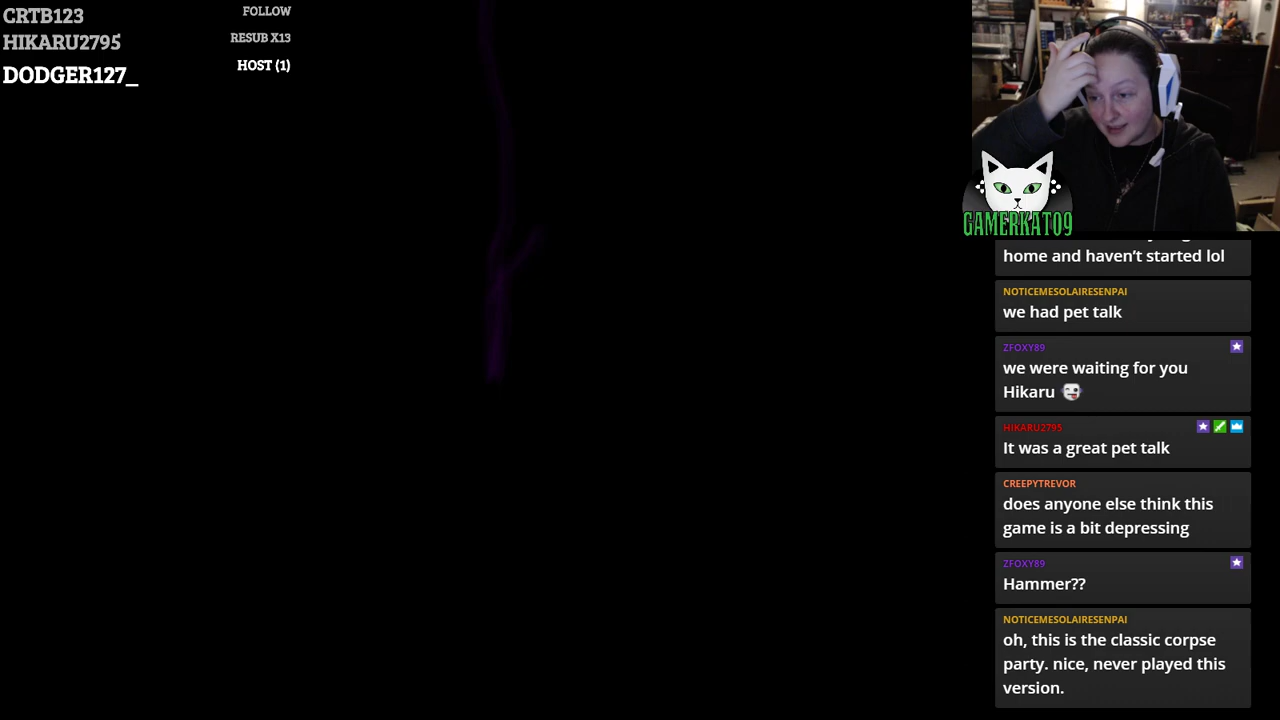 CRTB123 FOLLOW
HIKARU2795 RESUB X13
DODGER127_ HOST (1)
GAMERKAT09
home and haven't started lol
NOTICEMESOLAIRESENPAI
we had pet talk
ZFOXY89
we were waiting for you
Hikaru
HIKARU2795
It was a great pet talk
CREEPYTREVOR
does anyone else think this
game is a bit depressing
ZFOXY89
Hammer??
NOTICEMESOLAIRESENPAI
oh, this is the classic corpse
party. nice, never played this
version.